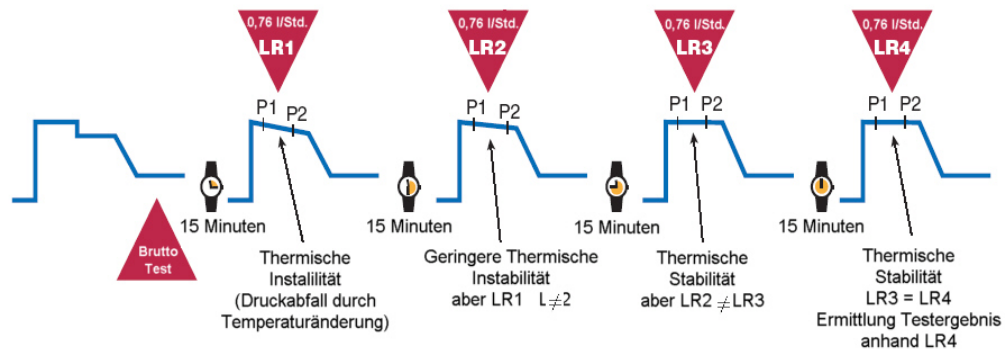 0,76 l/Std.
LR1
0,76 l/Std.
LR2
0,76 l/Std.
LR3
0,76 l/Std.
LR4
P1
P2
P1
P2
P1
P2
P1
P2
15 Minuten
15 Minuten
15 Minuten
15 Minuten
Brutto
Test
Thermische
Instalilität
(Druckabfall durch
Temperaturänderung)
Geringere Thermische
Instabilität
aber LR1 L≠2
Thermische
Stabilität
aber LR2 ≠LR3
Thermische
Stabilität
LR3 = LR4
Ermittlung Testergebnis
anhand LR4